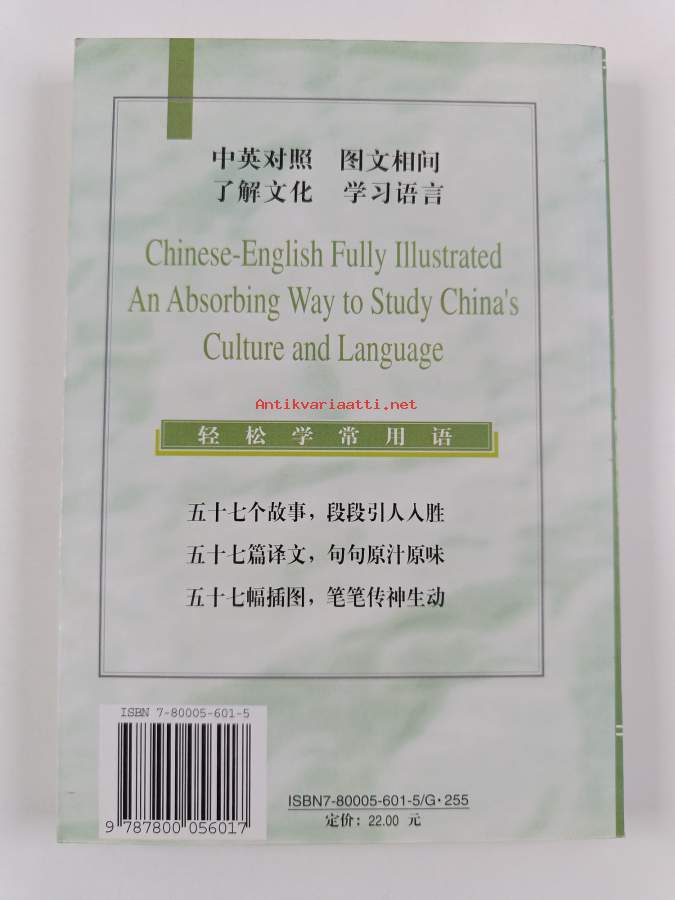 中英对照 图文相间
了解文化 学习语言
Chinese-English Fully Illustrated
An Absorbing Way to Study China's
Culture and Language
Antikvariaatti.net
轻松学常用语
五十七个故事，段段引人入胜
五十七篇译文，句句原汁原味
五十七幅插图，笔笔传神生动
ISBN 7-80005-601-5
9 787800 056017
ISBN7-80005-601-5/G·255
定价：22.00 元